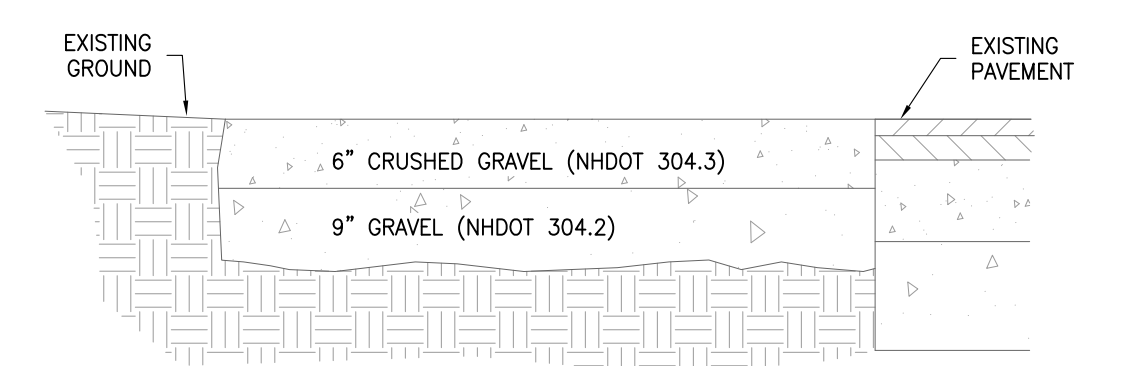 EXISTING
GROUND
EXISTING
PAVEMENT
6” CRUSHED GRAVEL (NHDOT 304.3)
9” GRAVEL (NHDOT 304.2)